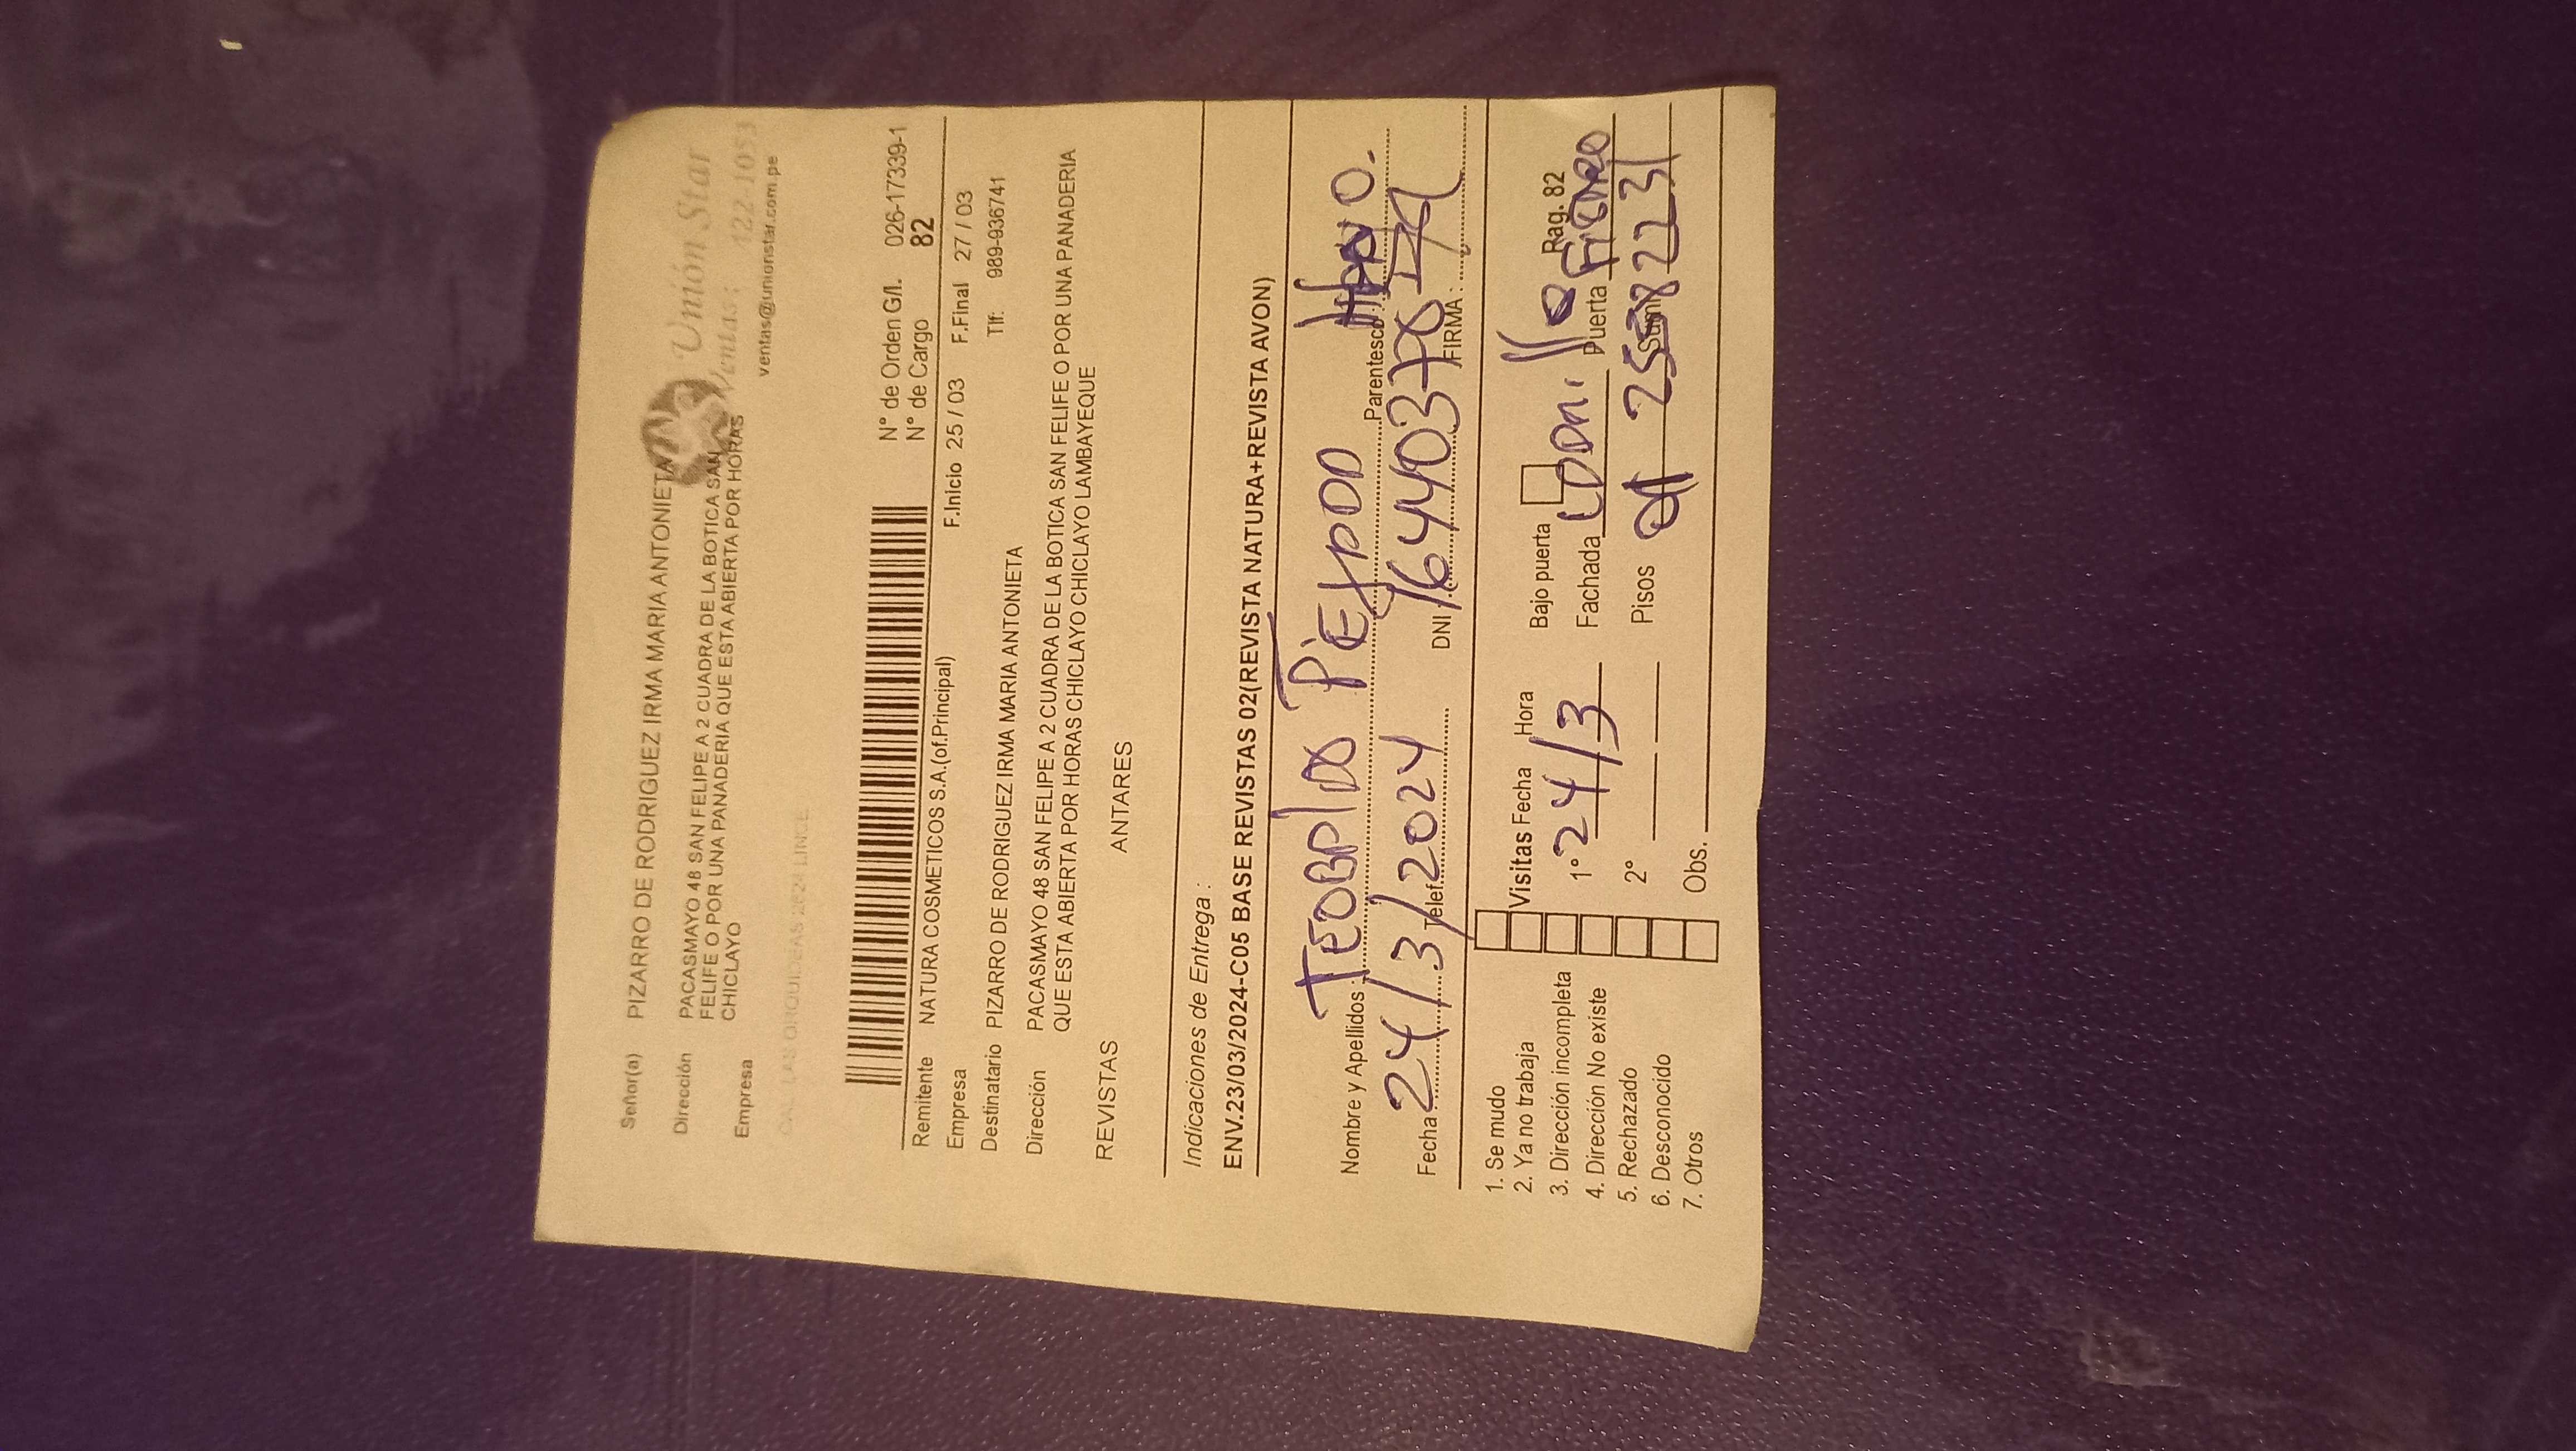 Unión Star
Ventas: 122-1053
ventas@unionstar.com.pe
Señor(a) PIZARRO DE RODRIGUEZ IRMA MARIA ANTONIETA
Dirección PACASMAYO 48 SAN FELIPE A 2 CUADRA DE LA BOTICA SAN
FELIFE O POR UNA PANADERIA QUE ESTA ABIERTA POR HORAS
Empresa CHICLAYO
CAL. LAS ORQUIDEAS 2624 LINCE
N° de Orden G/I. 026-17339-1
N° de Cargo 82
Remitente NATURA COSMETICOS S.A.(of.Principal) F.Inicio 25 / 03 F.Final 27 / 03
Empresa
Destinatario PIZARRO DE RODRIGUEZ IRMA MARIA ANTONIETA Tlf: 989-936741
Dirección PACASMAYO 48 SAN FELIPE A 2 CUADRA DE LA BOTICA SAN FELIFE O POR UNA PANADERIA
QUE ESTA ABIERTA POR HORAS CHICLAYO CHICLAYO LAMBAYEQUE
REVISTAS ANTARES
Indicaciones de Entrega :
ENV.23/03/2024-C05 BASE REVISTAS 02(REVISTA NATURA+REVISTA AVON)
Nombre y Apellidos : Parentesco :
Fecha 24/3/2024 Telef. DNI 16440378 FIRMA :
1. Se mudo
2. Ya no trabaja
3. Dirección incompleta
4. Dirección No existe
5. Rechazado
6. Desconocido
7. Otros
Visitas Fecha Hora
1° 24/3
2°
Obs.
Bajo puerta Pag. 82
Fachada Puerta
Pisos